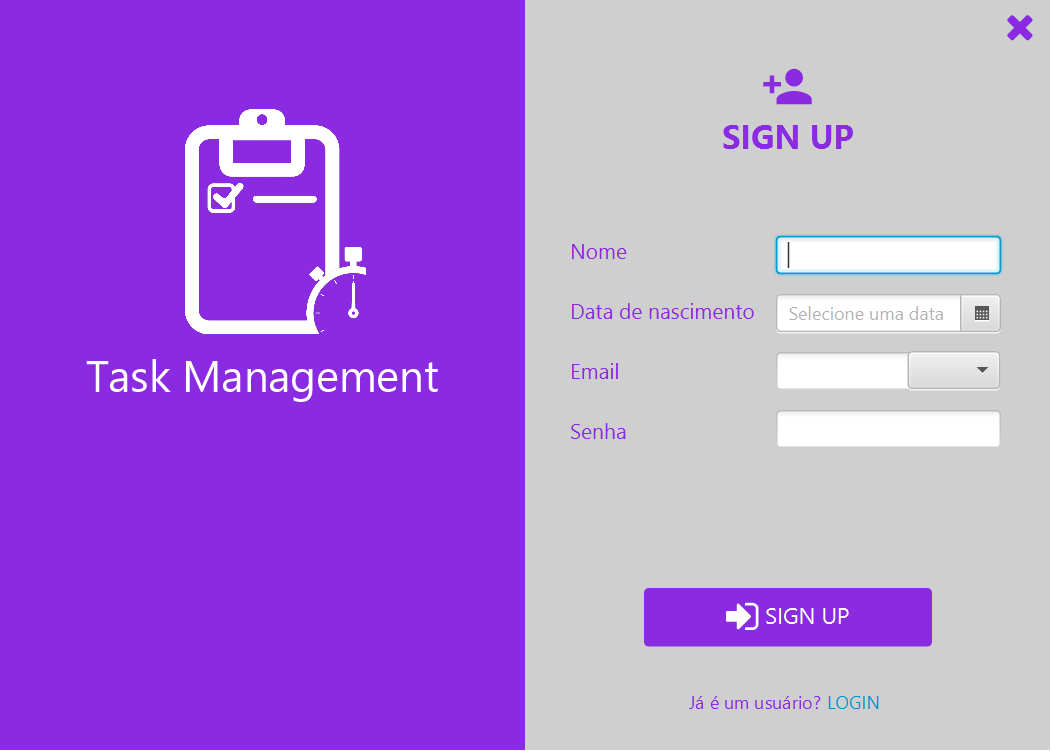 Task Management
SIGN UP
Nome
Data de nascimento
Selecione uma data
Email
Senha
SIGN UP
Já é um usuário? LOGIN